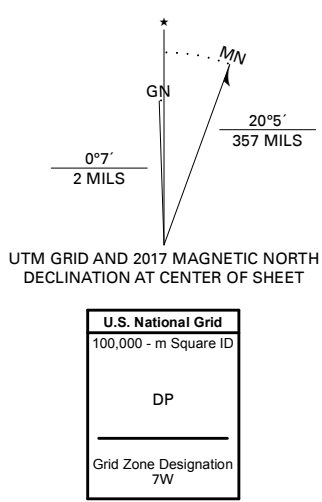 ★
MN
GN
20°5´
357 MILS
0°7´
2 MILS
UTM GRID AND 2017 MAGNETIC NORTH
DECLINATION AT CENTER OF SHEET
U.S. National Grid
100,000 - m Square ID
DP
Grid Zone Designation
7W